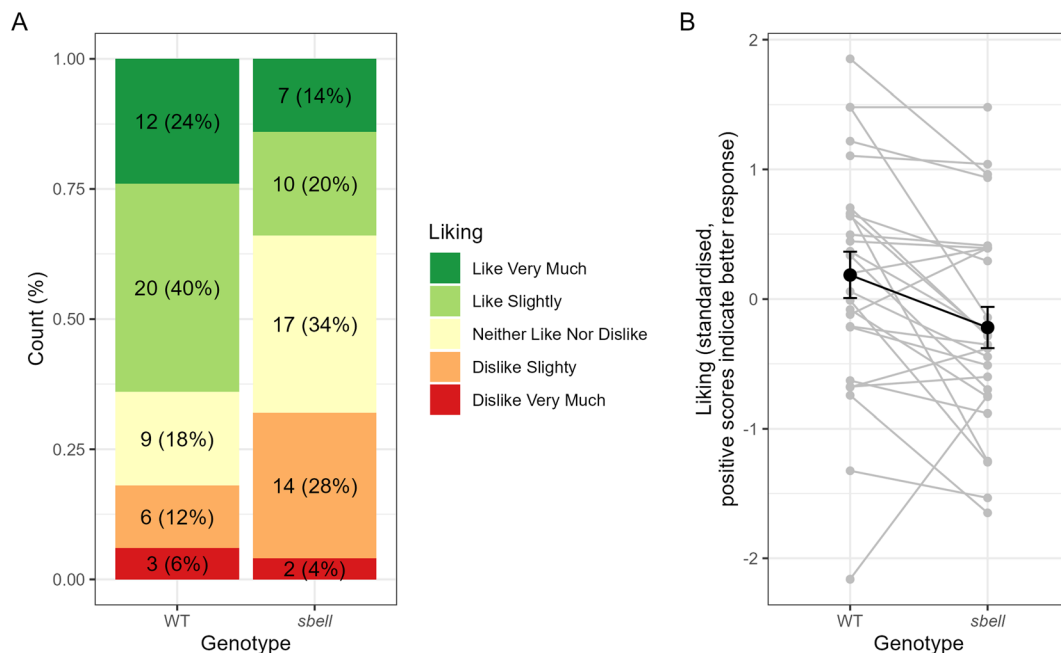 A
1.00
0.75
0.50
0.25
0.00
Count (%)
12 (24%)
20 (40%)
9 (18%)
6 (12%)
3 (6%)
7 (14%)
10 (20%)
17 (34%)
14 (28%)
2 (4%)
WT
sbell
Genotype
Liking
Like Very Much
Like Slightly
Neither Like Nor Dislike
Dislike Slighty
Dislike Very Much
B
Liking (standardised,
positive scores indicate better response)
2
1
0
-1
-2
WT
sbell
Genotype